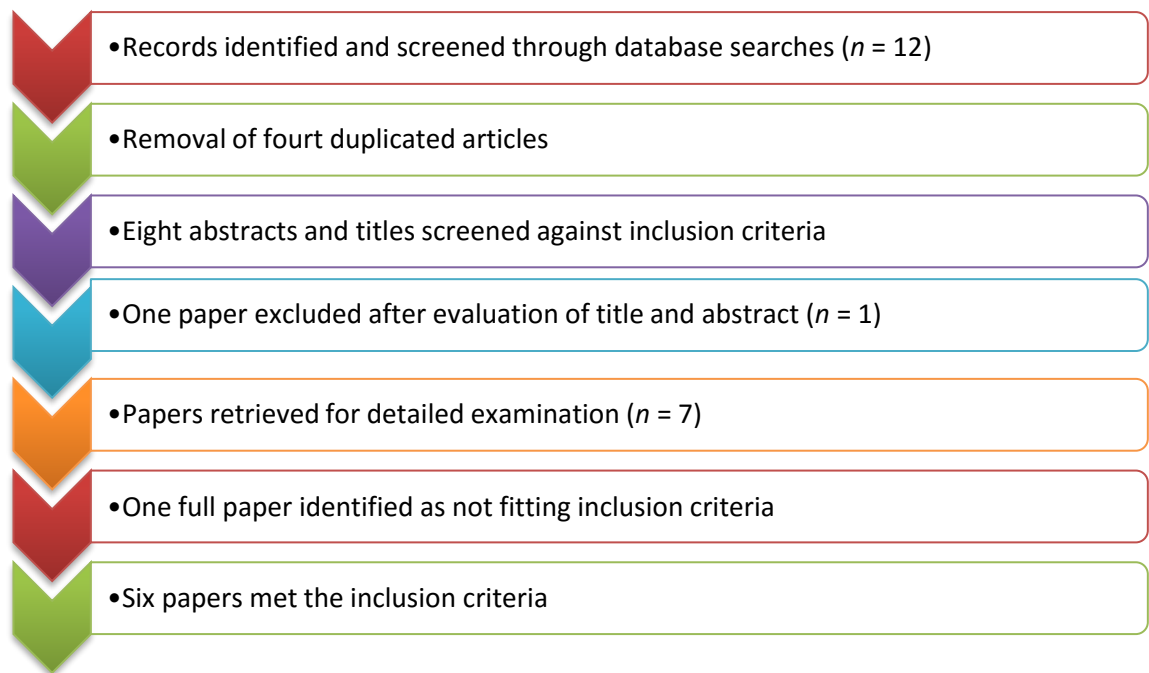 •Records identified and screened through database searches (n = 12)
•Removal of fourt duplicated articles
•Eight abstracts and titles screened against inclusion criteria
•One paper excluded after evaluation of title and abstract (n = 1)
•Papers retrieved for detailed examination (n = 7)
•One full paper identified as not fitting inclusion criteria
•Six papers met the inclusion criteria